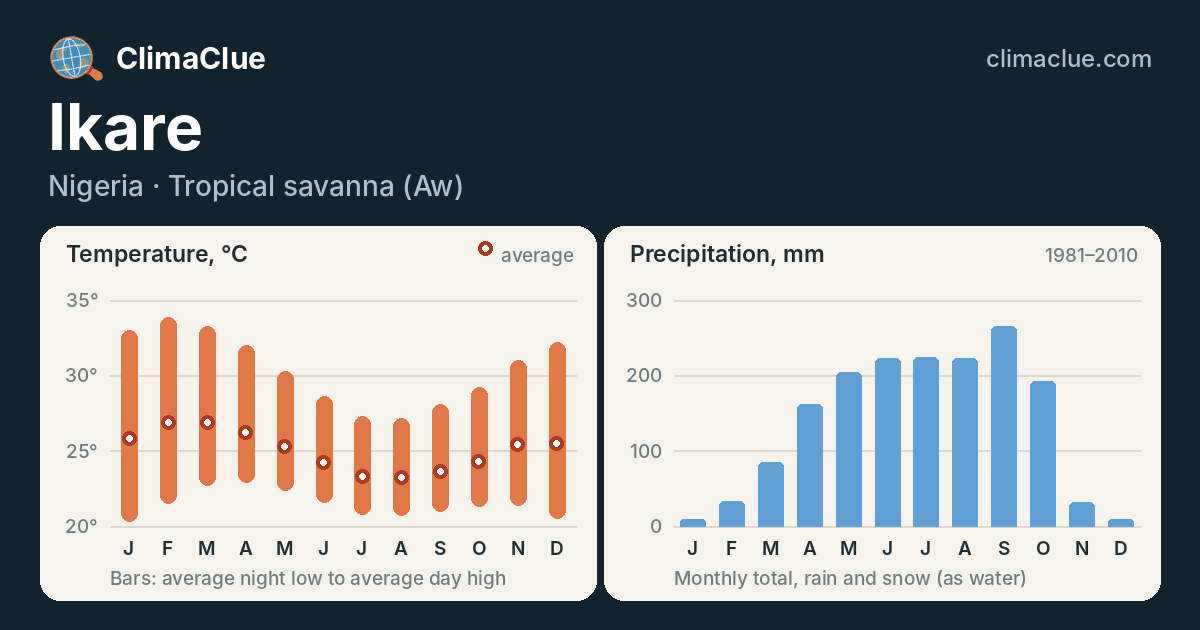 ClimaClue
climaclue.com
Ikare
Nigeria · Tropical savanna (Aw)
Temperature, °C
average
35°
30°
25°
20°
J F M A M J J A S O N D
Bars: average night low to average day high
Precipitation, mm
1981–2010
300
200
100
0
J F M A M J J A S O N D
Monthly total, rain and snow (as water)